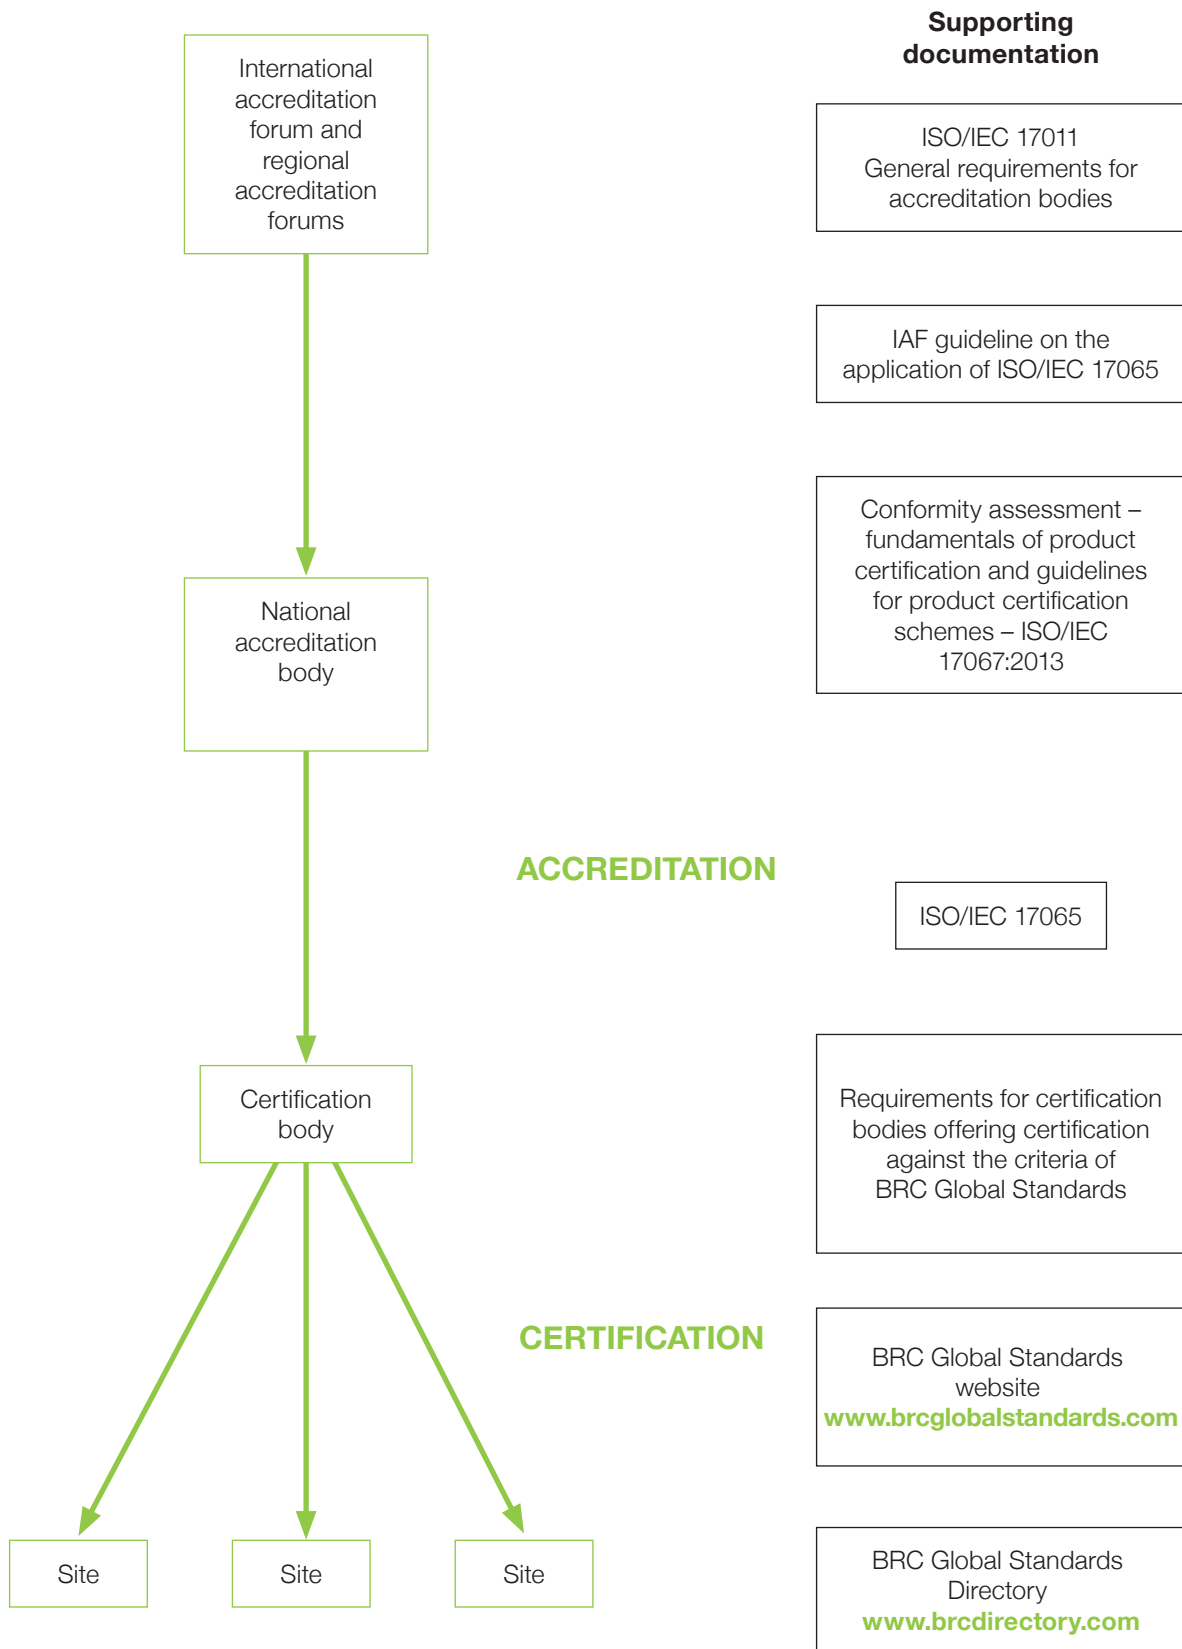 Supporting
documentation
International
accreditation
forum and
regional
accreditation
forums
ISO/IEC 17011
General requirements for
accreditation bodies
IAF guideline on the
application of ISO/IEC 17065
Conformity assessment –
fundamentals of product
certification and guidelines
for product certification
schemes – ISO/IEC
17067:2013
National
accreditation
body
ACCREDITATION
ISO/IEC 17065
Certification
body
Requirements for certification
bodies offering certification
against the criteria of
BRC Global Standards
CERTIFICATION
BRC Global Standards
website
www.brcglobalstandards.com
Site
Site
Site
BRC Global Standards
Directory
www.brcdirectory.com